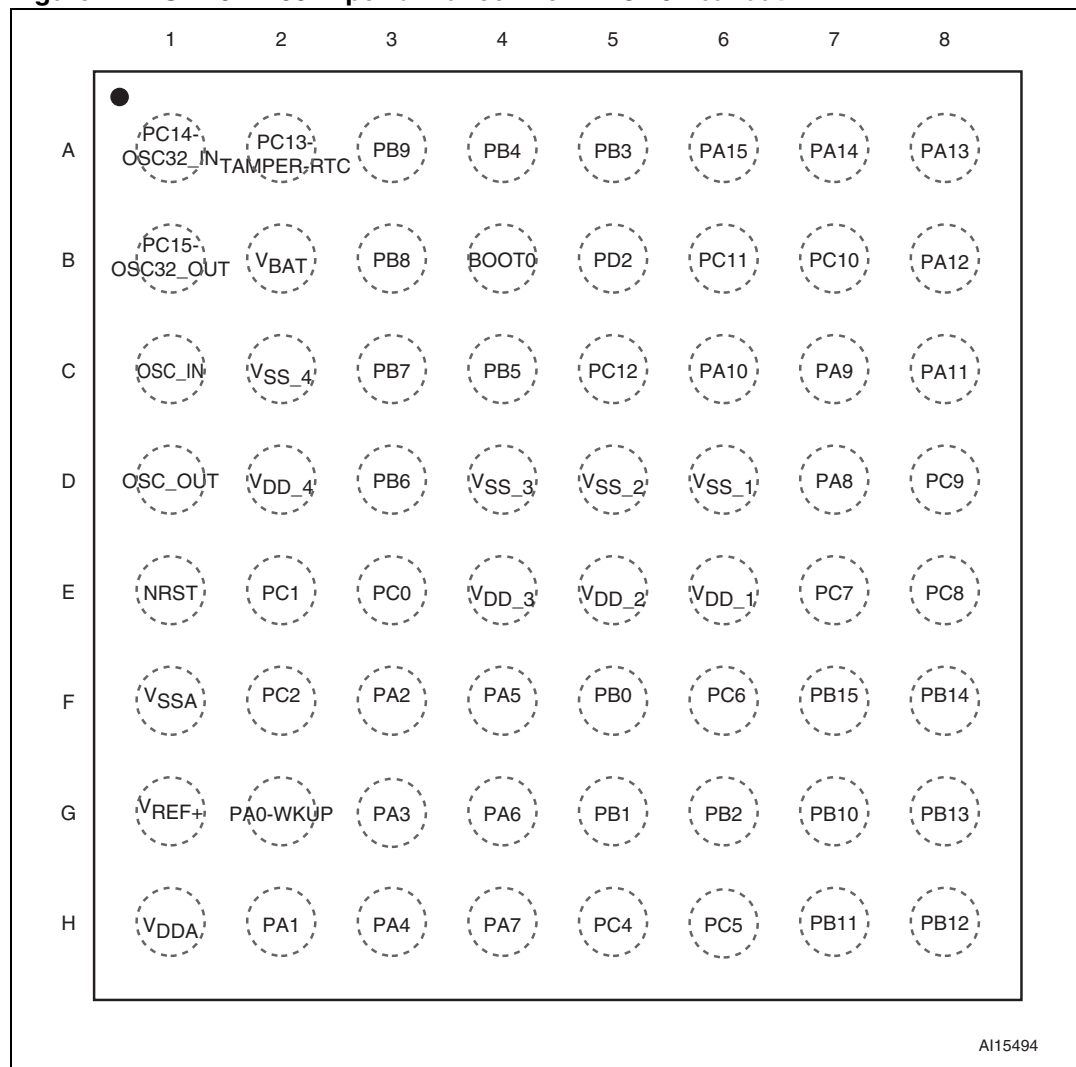 1 2 3 4 5 6 7 8
A PC14-OSC32_IN PC13-TAMPER-RTC PB9 PB4 PB3 PA15 PA14 PA13
B PC15-OSC32_OUT VBAT PB8 BOOT0 PD2 PC11 PC10 PA12
C OSC_IN VSS_4 PB7 PB5 PC12 PA10 PA9 PA11
D OSC_OUT VDD_4 PB6 VSS_3 VSS_2 VSS_1 PA8 PC9
E NRST PC1 PC0 VDD_3 VDD_2 VDD_1 PC7 PC8
F VSSA PC2 PA2 PA5 PB0 PC6 PB15 PB14
G VREF+ PA0-WKUP PA3 PA6 PB1 PB2 PB10 PB13
H VDDA PA1 PA4 PA7 PC4 PC5 PB11 PB12
AI15494